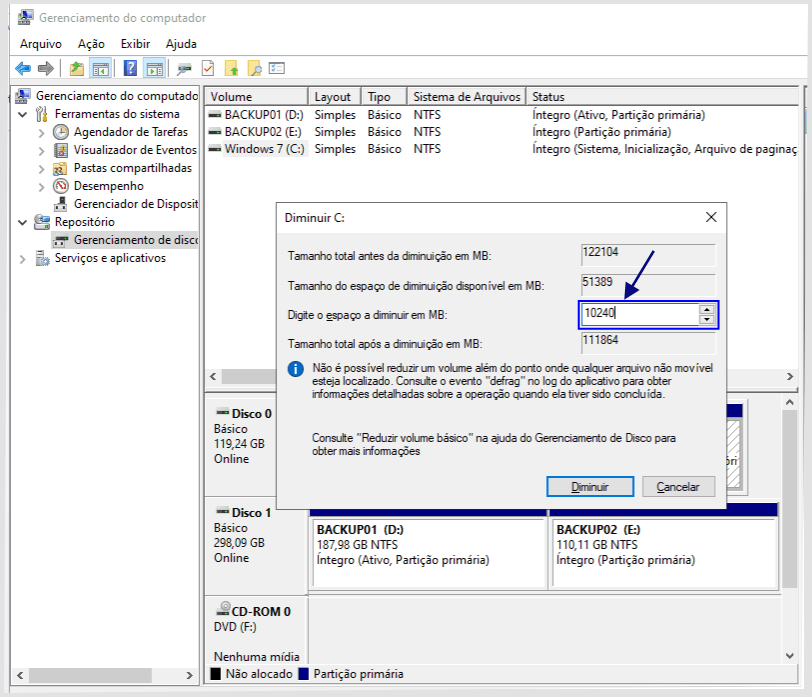 Gerenciamento do computador
Arquivo Ação Exibir Ajuda
Gerenciamento do computado
Ferramentas do sistema
Agendador de Tarefas
Visualizador de Eventos
Pastas compartilhadas
Desempenho
Gerenciador de Disposit
Repositório
Gerenciamento de disco
Serviços e aplicativos
Volume Layout Tipo Sistema de Arquivos Status
BACKUP01 (D:) Simples Básico NTFS Íntegro (Ativo, Partição primária)
BACKUP02 (E:) Simples Básico NTFS Íntegro (Partição primária)
Windows 7 (C:) Simples Básico NTFS Íntegro (Sistema, Inicialização, Arquivo de paginaç
Diminuir C:
Tamanho total antes da diminuição em MB: 122104
Tamanho do espaço de diminuição disponível em MB: 51389
Digite o espaço a diminuir em MB: 10240
Tamanho total após a diminuição em MB: 111864
Não é possível reduzir um volume além do ponto onde qualquer arquivo não movível
esteja localizado. Consulte o evento "defrag" no log do aplicativo para obter
informações detalhadas sobre a operação quando ela tiver sido concluída.
Consulte "Reduzir volume básico" na ajuda do Gerenciamento de Disco para
obter mais informações
Diminuir Cancelar
Disco 0
Básico
119,24 GB
Online
Disco 1
Básico
298,09 GB
Online
BACKUP01 (D:)
187,98 GB NTFS
Íntegro (Ativo, Partição primária)
BACKUP02 (E:)
110,11 GB NTFS
Íntegro (Partição primária)
CD-ROM 0
DVD (F:)
Nenhuma mídia
Não alocado Partição primária